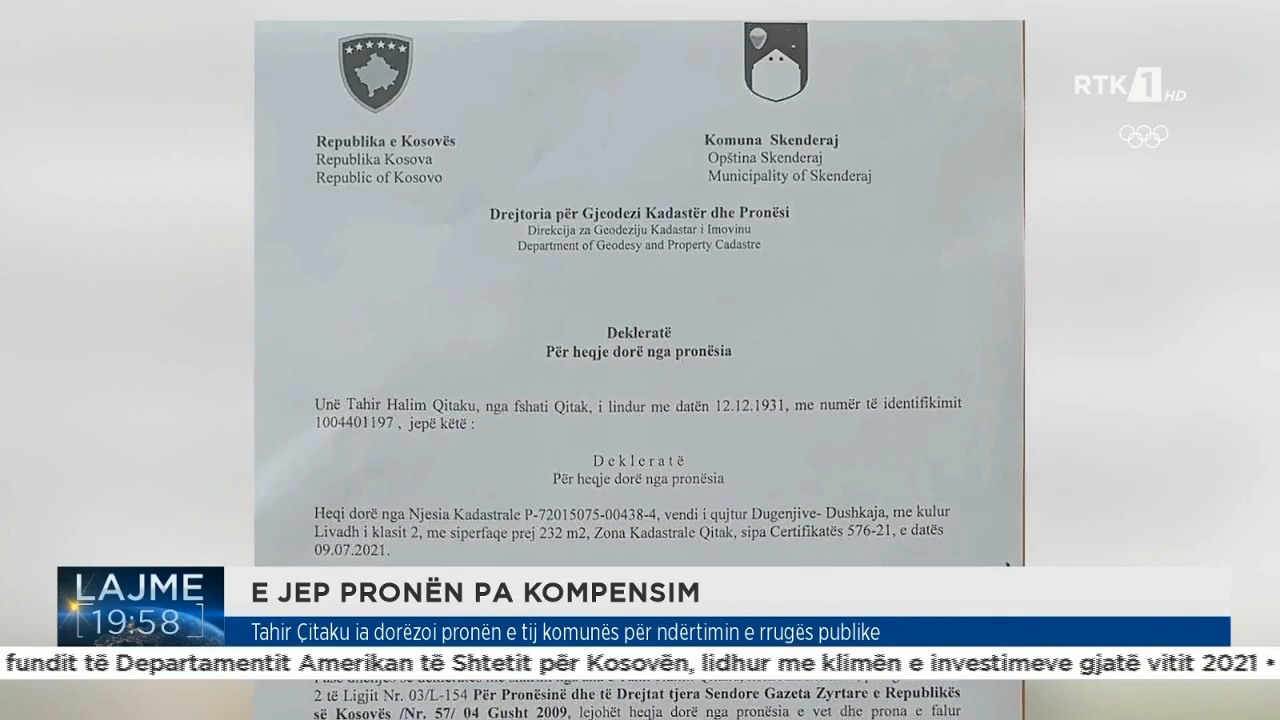 RTK 1 HD
Republika e Kosovës
Republika Kosova
Republic of Kosovo
Komuna Skenderaj
Opština Skenderaj
Municipality of Skenderaj
Drejtoria për Gjeodezi Kadastër dhe Pronësi
Direkcija za Geodeziju Kadastar i Imovinu
Department of Geodesy and Property Cadastre
Dekleratë
Për heqje dorë nga pronësia
Unë Tahir Halim Qitaku, nga fshati Qitak, i lindur me datën 12.12.1931, me numër të identifikimit
1004401197 , jepë këtë :
D e k l e r a t ë
Për heqje dorë nga pronësia
Heqi dorë nga Njesia Kadastrale P-72015075-00438-4, vendi i qujtur Dugenjive- Dushkaja, me kulur
Livadh i klasit 2, me siperfaqe prej 232 m2, Zona Kadastrale Qitak, sipa Certifikatës 576-21, e datës
09.07.2021.
LAJME
19:58
E JEP PRONËN PA KOMPENSIM
Tahir Çitaku ia dorëzoi pronën e tij komunës për ndërtimin e rrugës publike
fundit të Departamentit Amerikan të Shtetit për Kosovën, lidhur me klimën e investimeve gjatë vitit 2021 •
2 të Ligjit Nr. 03/L-154 Për Pronësinë dhe të Drejtat tjera Sendore Gazeta Zyrtare e Republikës
së Kosovës /Nr. 57/ 04 Gusht 2009, lejohët heqja dorë nga pronësia e vet dhe prona e falur